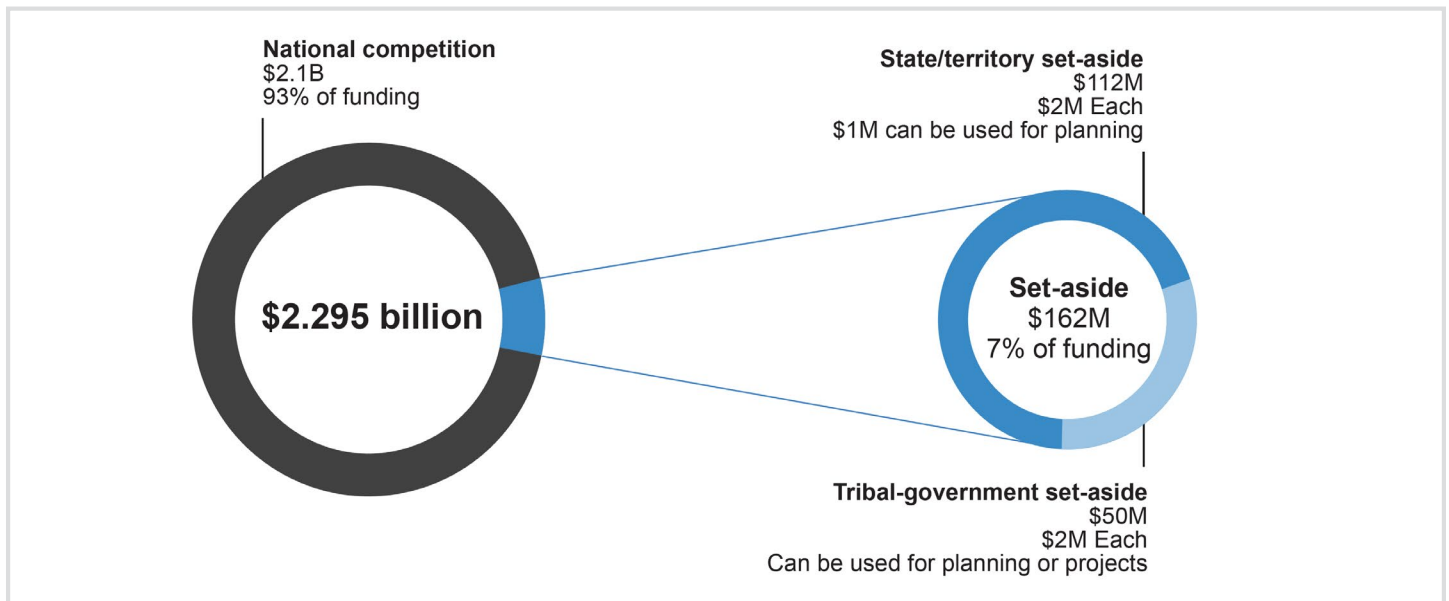 National competition
$2.1B
93% of funding
$2.295 billion
State/territory set-aside
$112M
$2M Each
$1M can be used for planning
Set-aside
$162M
7% of funding
Tribal-government set-aside
$50M
$2M Each
Can be used for planning or projects